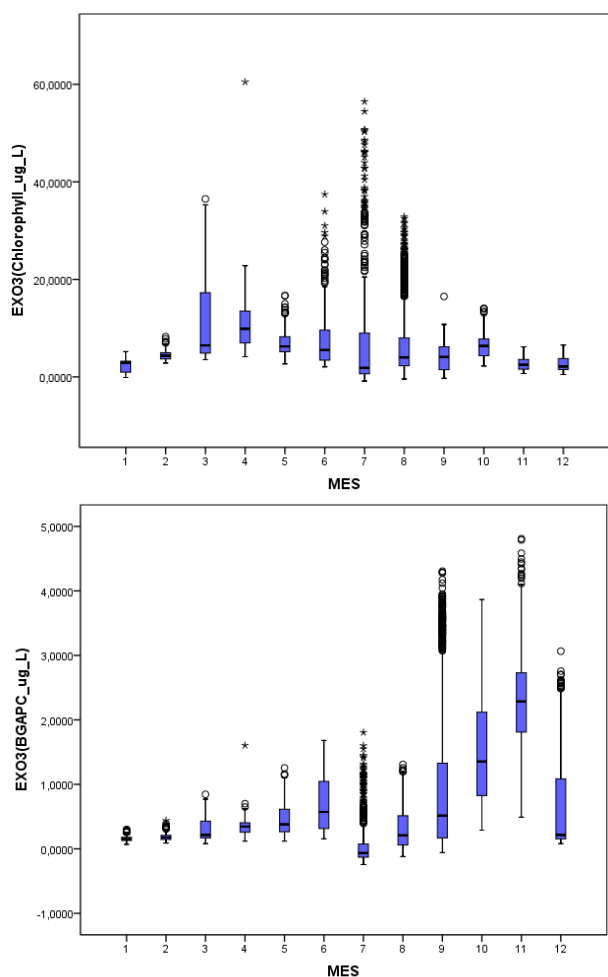 EXO3(Chlorophyll_ug_L)
60,0000
40,0000
20,0000
0,0000
1 2 3 4 5 6 7 8 9 10 11 12
MES
EXO3(BGAPC_ug_L)
5,0000
4,0000
3,0000
2,0000
1,0000
0,0000
-1,0000
1 2 3 4 5 6 7 8 9 10 11 12
MES